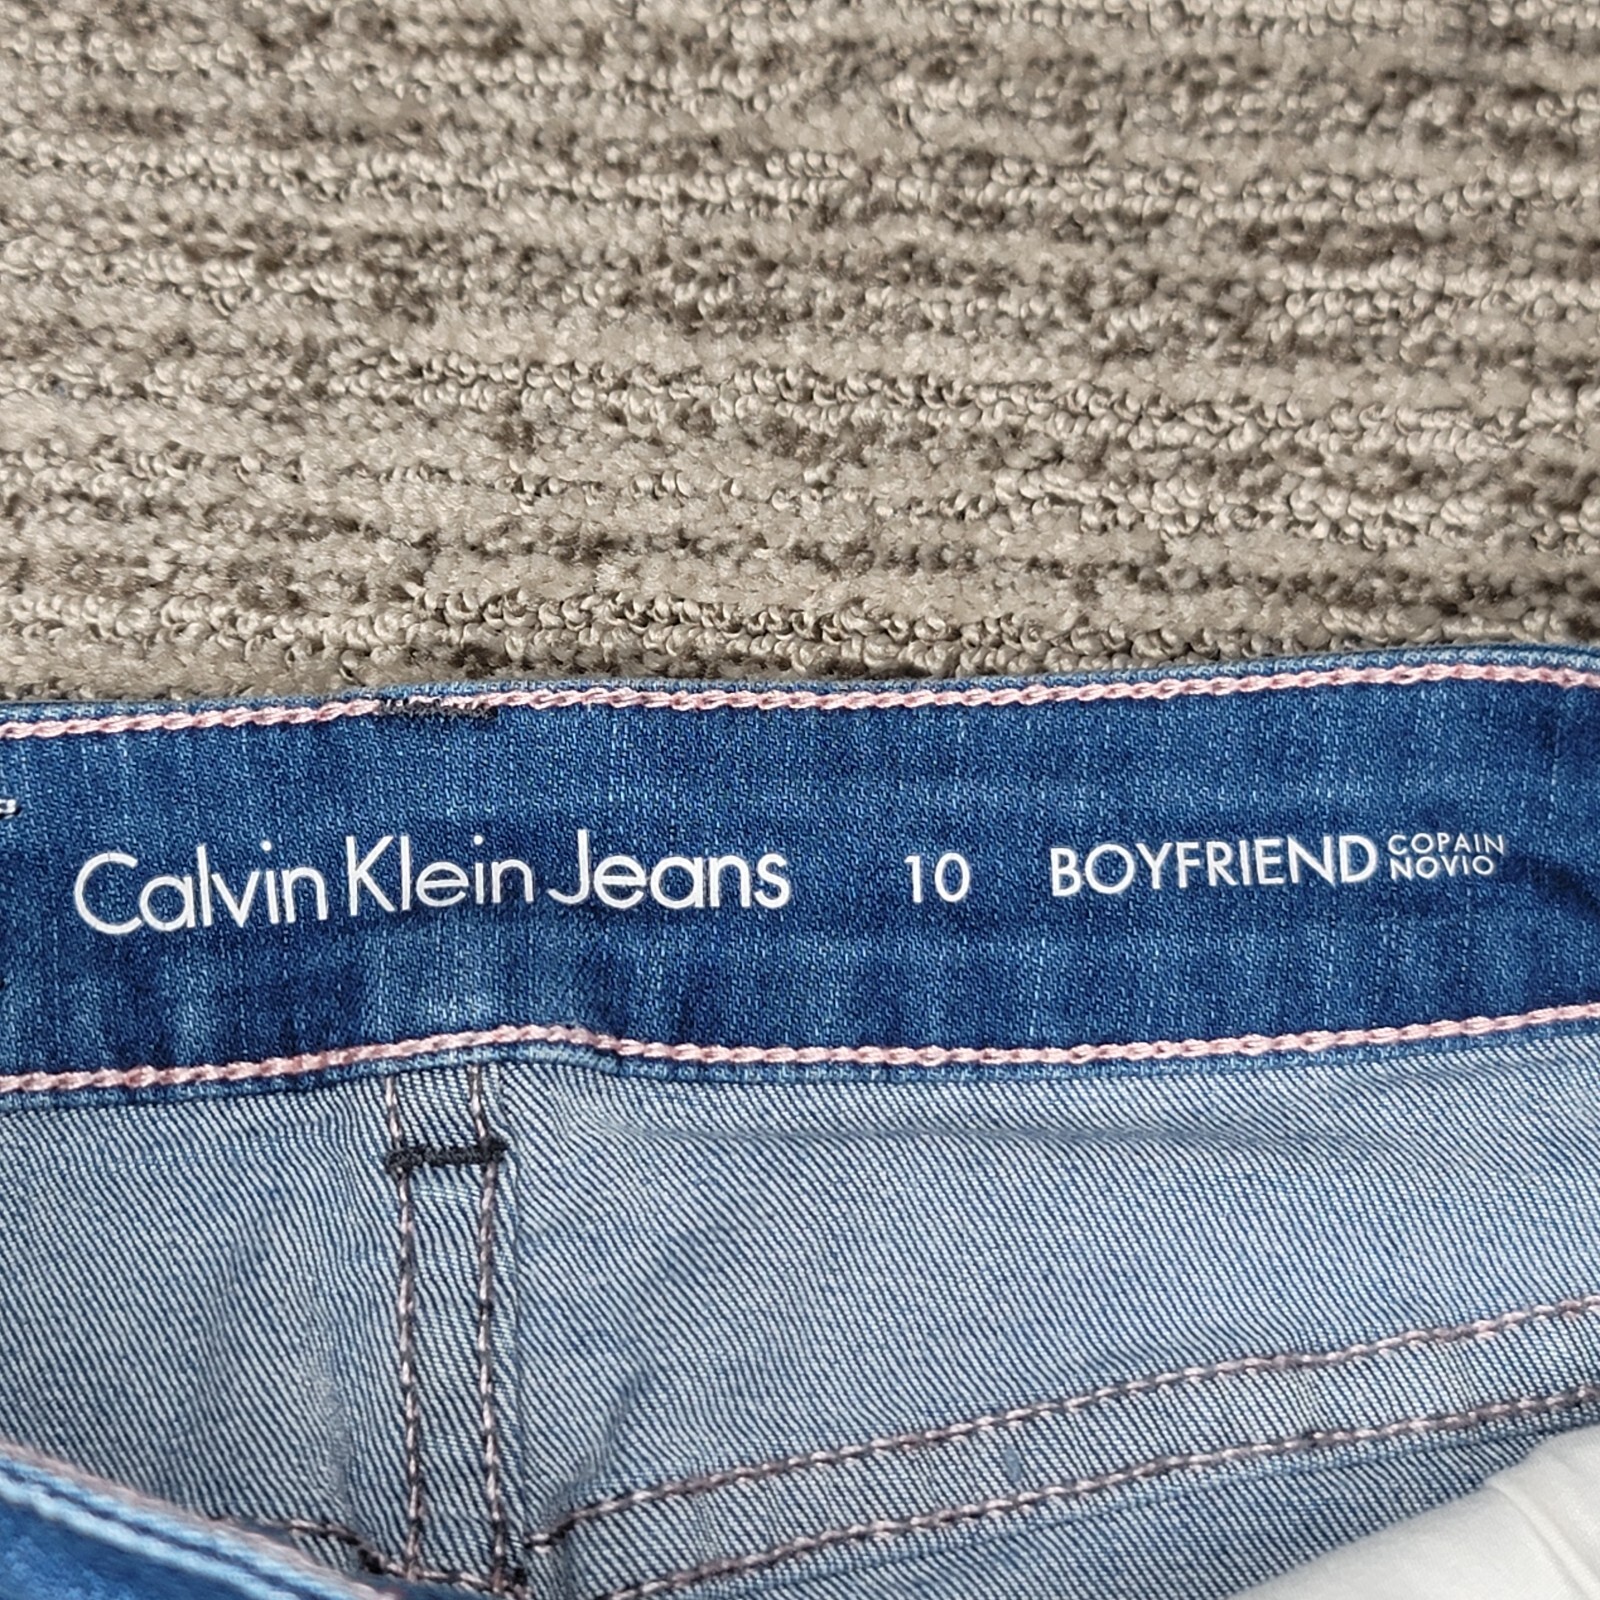 Calvin Klein Jeans 10 BOYFRIEND COPAIN
NOVIO